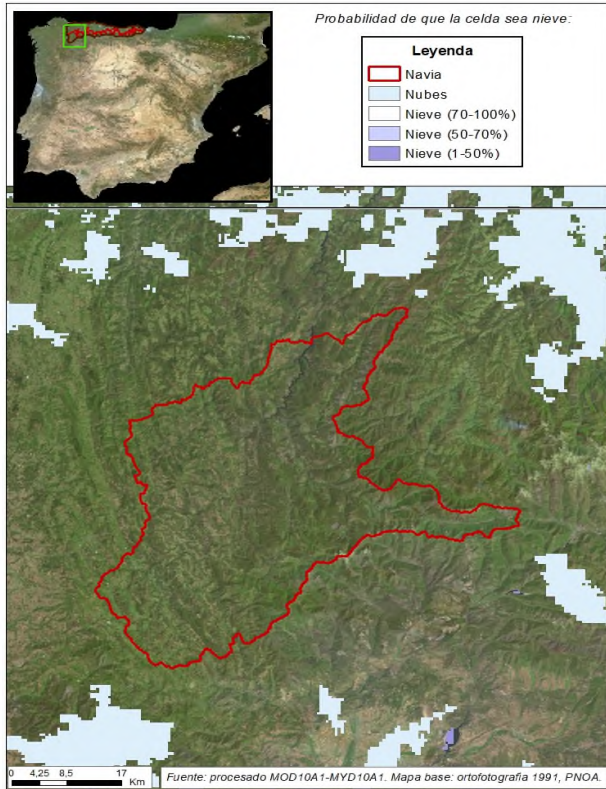 Probabilidad de que la celda sea nieve:
Leyenda
Navia
Nubes
Nieve (70-100%)
Nieve (50-70%)
Nieve (1-50%)
0 4,25 8,5 17
Km
Fuente: procesado MOD10A1-MYD10A1. Mapa base: ortofotografia 1991, PNOA.